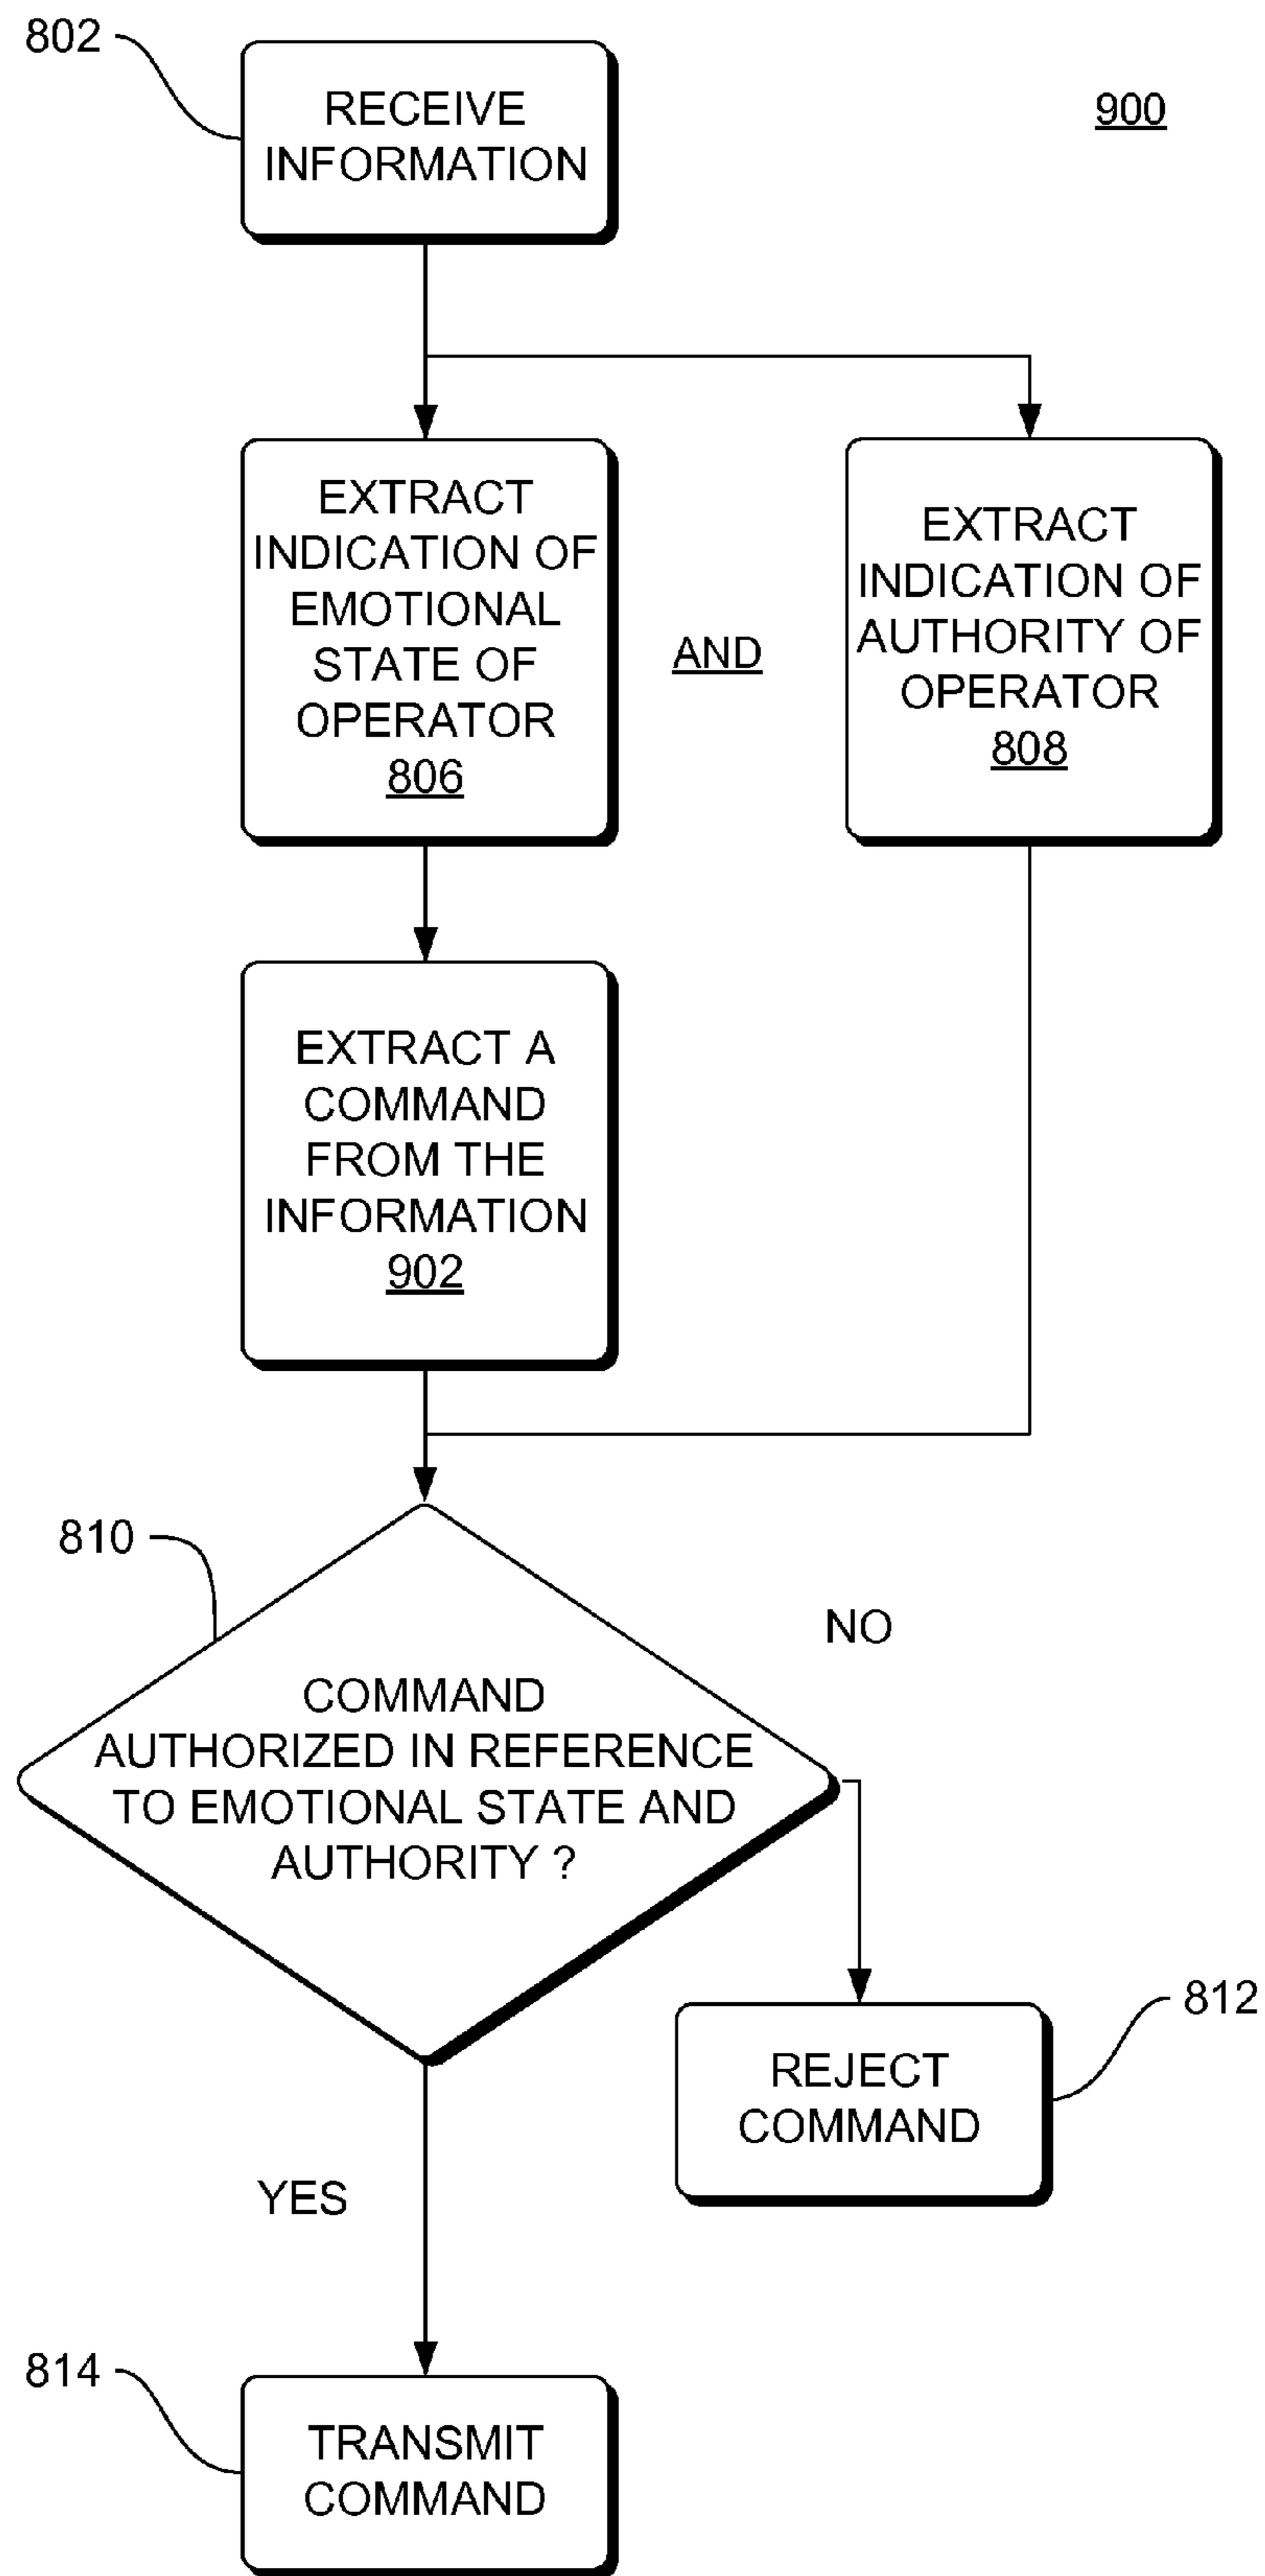 802
RECEIVE
INFORMATION
900
EXTRACT
INDICATION OF
EMOTIONAL
STATE OF
OPERATOR
806
AND
EXTRACT
INDICATION OF
AUTHORITY OF
OPERATOR
808
EXTRACT A
COMMAND
FROM THE
INFORMATION
902
810
NO
COMMAND
AUTHORIZED IN REFERENCE
TO EMOTIONAL STATE AND
AUTHORITY ?
812
REJECT
COMMAND
YES
814
TRANSMIT
COMMAND